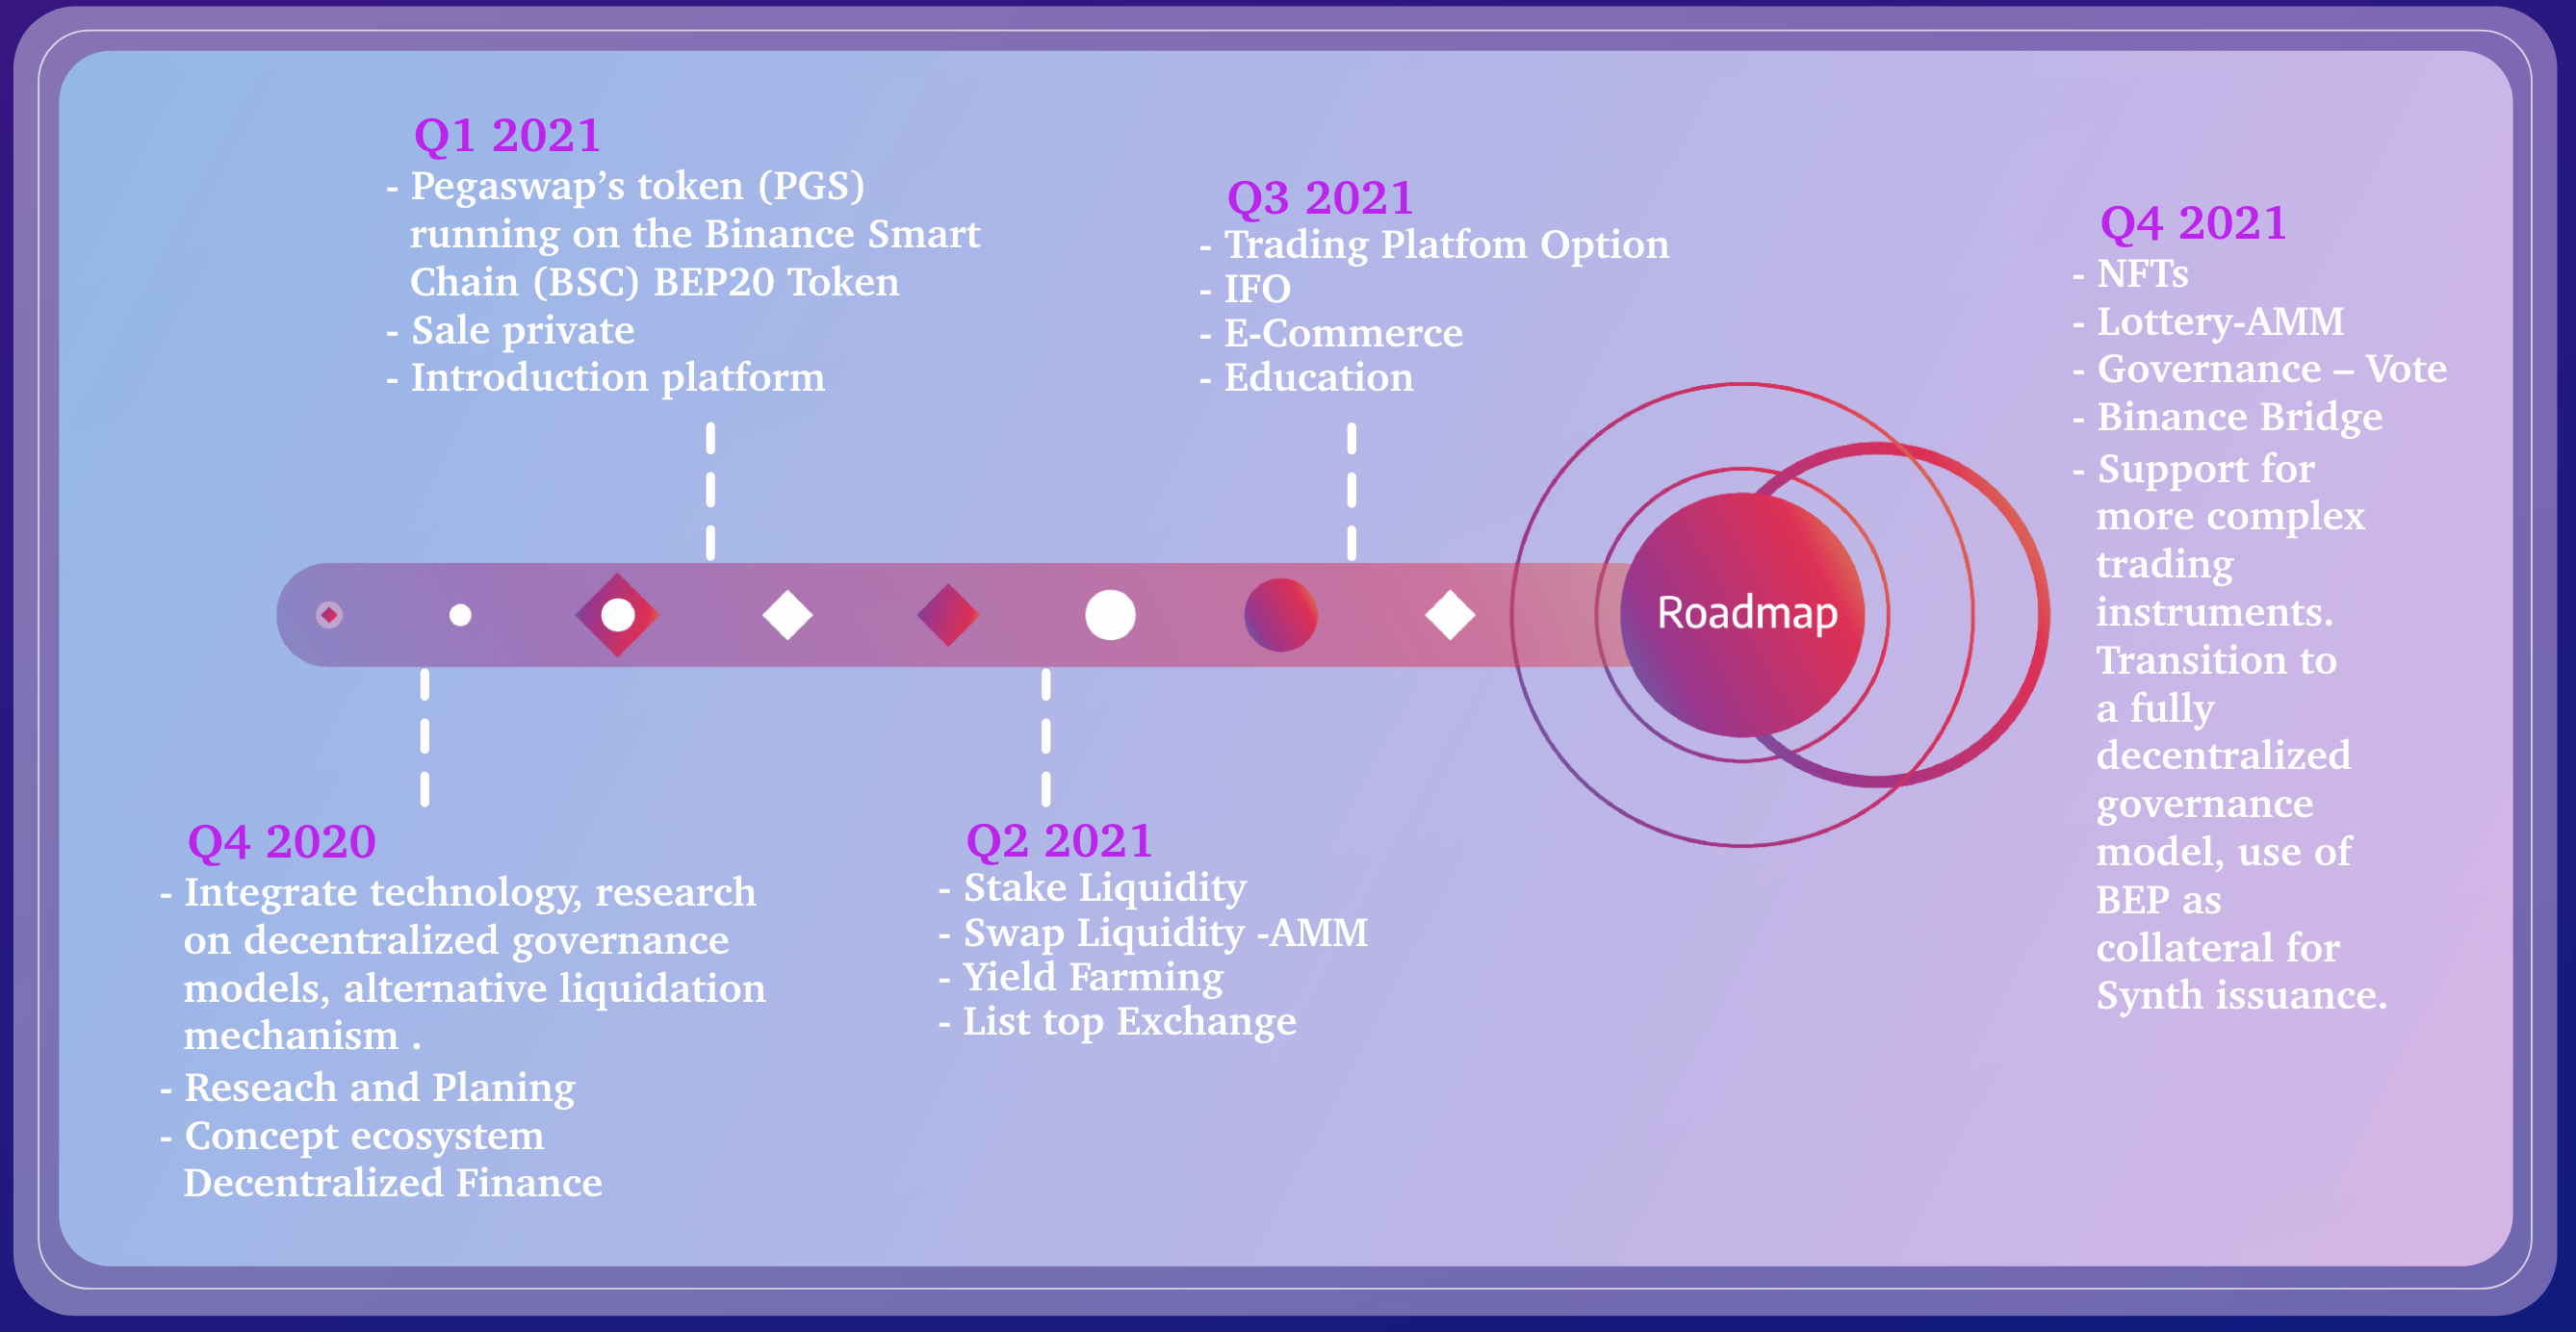 Q1 2021
- Pegaswap’s token (PGS)
running on the Binance Smart
Chain (BSC) BEP20 Token
- Sale private
- Introduction platform
Q3 2021
- Trading Platfom Option
- IFO
- E-Commerce
- Education
Q4 2021
- NFTs
- Lottery-AMM
- Governance – Vote
- Binance Bridge
- Support for
more complex
trading
instruments.
Transition to
a fully
decentralized
governance
model, use of
BEP as
collateral for
Synth issuance.
Roadmap
Q4 2020
- Integrate technology, research
on decentralized governance
models, alternative liquidation
mechanism .
- Reseach and Planing
- Concept ecosystem
Decentralized Finance
Q2 2021
- Stake Liquidity
- Swap Liquidity -AMM
- Yield Farming
- List top Exchange